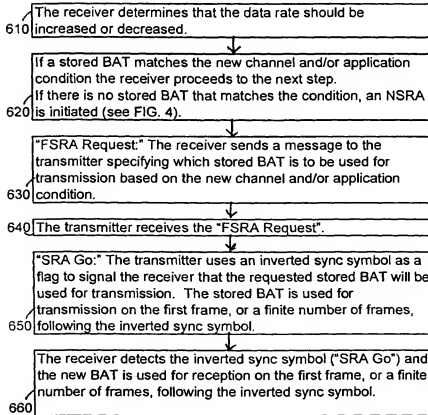 The receiver determines that the data rate should be
610 increased or decreased.
If a stored BAT matches the new channel and/or application
condition the receiver proceeds to the next step.
If there is no stored BAT that matches the condition, an NSRA
620 is initiated (see FIG. 4).
"FSRA Request:" The receiver sends a message to the
transmitter specifying which stored BAT is to be used for
transmission based on the new channel and/or application
630 condition.
640 The transmitter receives the "FSRA Request".
"SRA Go:" The transmitter uses an inverted sync symbol as a
flag to signal the receiver that the requested stored BAT will be
used for transmission. The stored BAT is used for
transmission on the first frame, or a finite number of frames,
650 following the inverted sync symbol.
The receiver detects the inverted sync symbol ("SRA Go") and
the new BAT is used for reception on the first frame, or a finite
number of frames, following the inverted sync symbol.
660